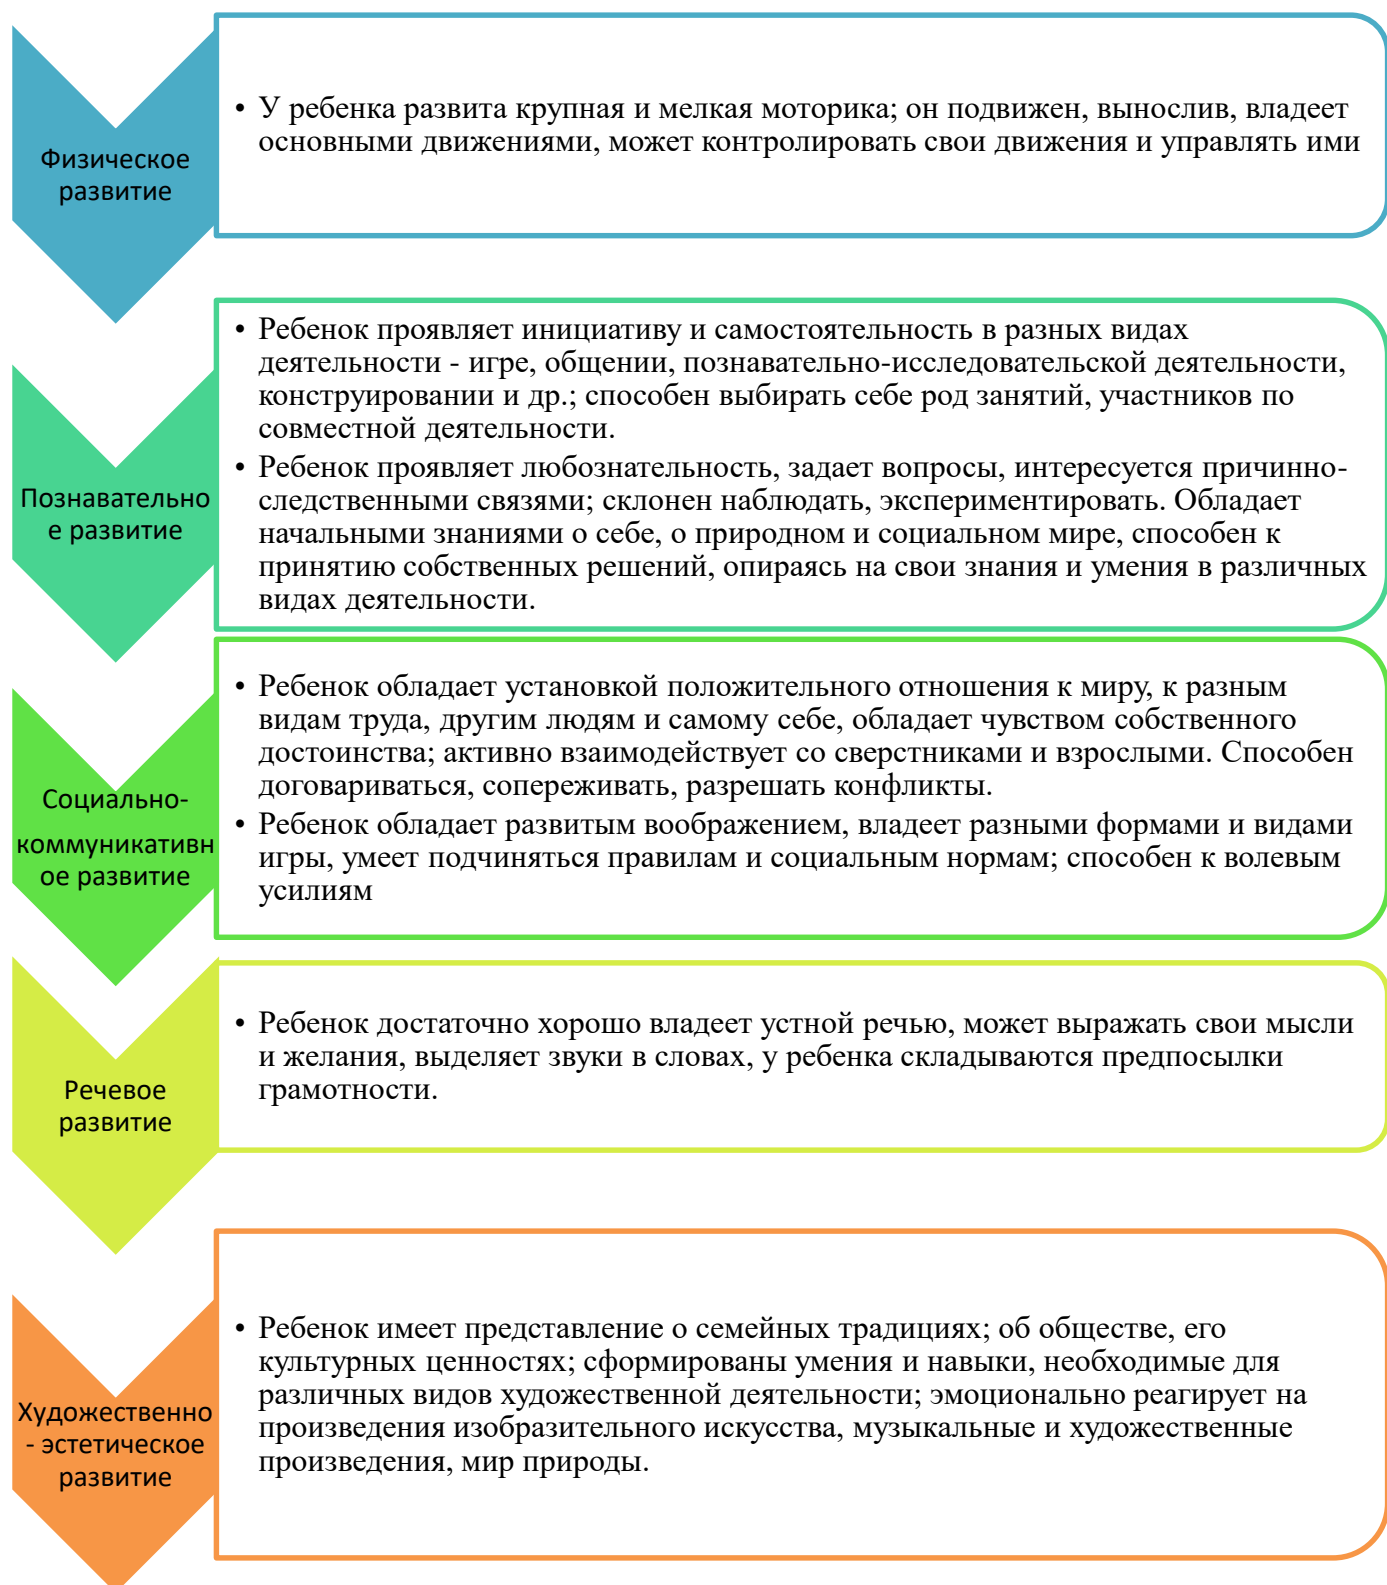 Физическое
развитие
• У ребенка развита крупная и мелкая моторика; он подвижен, вынослив, владеет
основными движениями, может контролировать свои движения и управлять ими
Познавательно
е развитие
• Ребенок проявляет инициативу и самостоятельность в разных видах
деятельности - игре, общении, познавательно-исследовательской деятельности,
конструировании и др.; способен выбирать себе род занятий, участников по
совместной деятельности.
• Ребенок проявляет любознательность, задает вопросы, интересуется причинно-
следственными связями; склонен наблюдать, экспериментировать. Обладает
начальными знаниями о себе, о природном и социальном мире, способен к
принятию собственных решений, опираясь на свои знания и умения в различных
видах деятельности.
Социально-
коммуникативн
ое развитие
• Ребенок обладает установкой положительного отношения к миру, к разным
видам труда, другим людям и самому себе, обладает чувством собственного
достоинства; активно взаимодействует со сверстниками и взрослыми. Способен
договариваться, сопереживать, разрешать конфликты.
• Ребенок обладает развитым воображением, владеет разными формами и видами
игры, умеет подчиняться правилам и социальным нормам; способен к волевым
усилиям
Речевое
развитие
• Ребенок достаточно хорошо владеет устной речью, может выражать свои мысли
и желания, выделяет звуки в словах, у ребенка складываются предпосылки
грамотности.
Художественно
- эстетическое
развитие
• Ребенок имеет представление о семейных традициях; об обществе, его
культурных ценностях; сформированы умения и навыки, необходимые для
различных видов художественной деятельности; эмоционально реагирует на
произведения изобразительного искусства, музыкальные и художественные
произведения, мир природы.